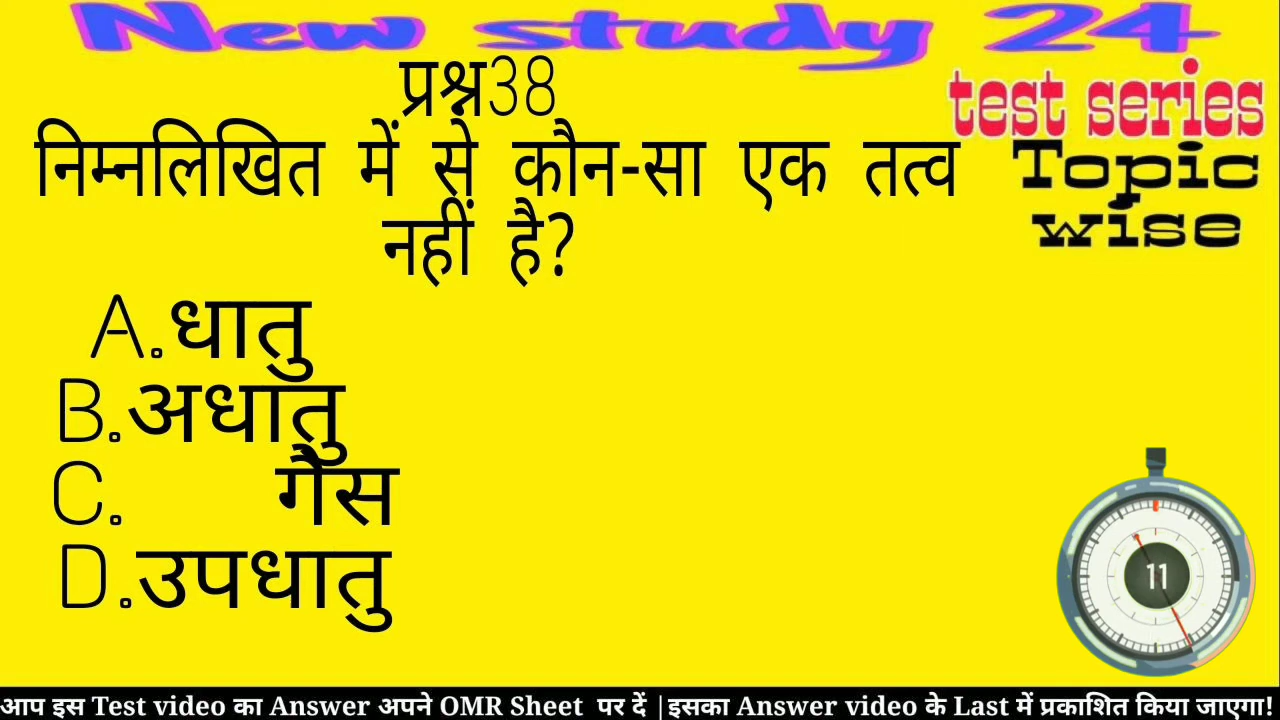 New study 24
test series
Topic
wise
प्रश्न38
निम्नलिखित में से कौन-सा एक तत्व
नहीं है?
A.धातु
B.अधातु
C. गैस
D.उपधातु
11
आप इस Test video का Answer अपने OMR Sheet पर दें |इसका Answer video के Last में प्रकाशित किया जाएगा!